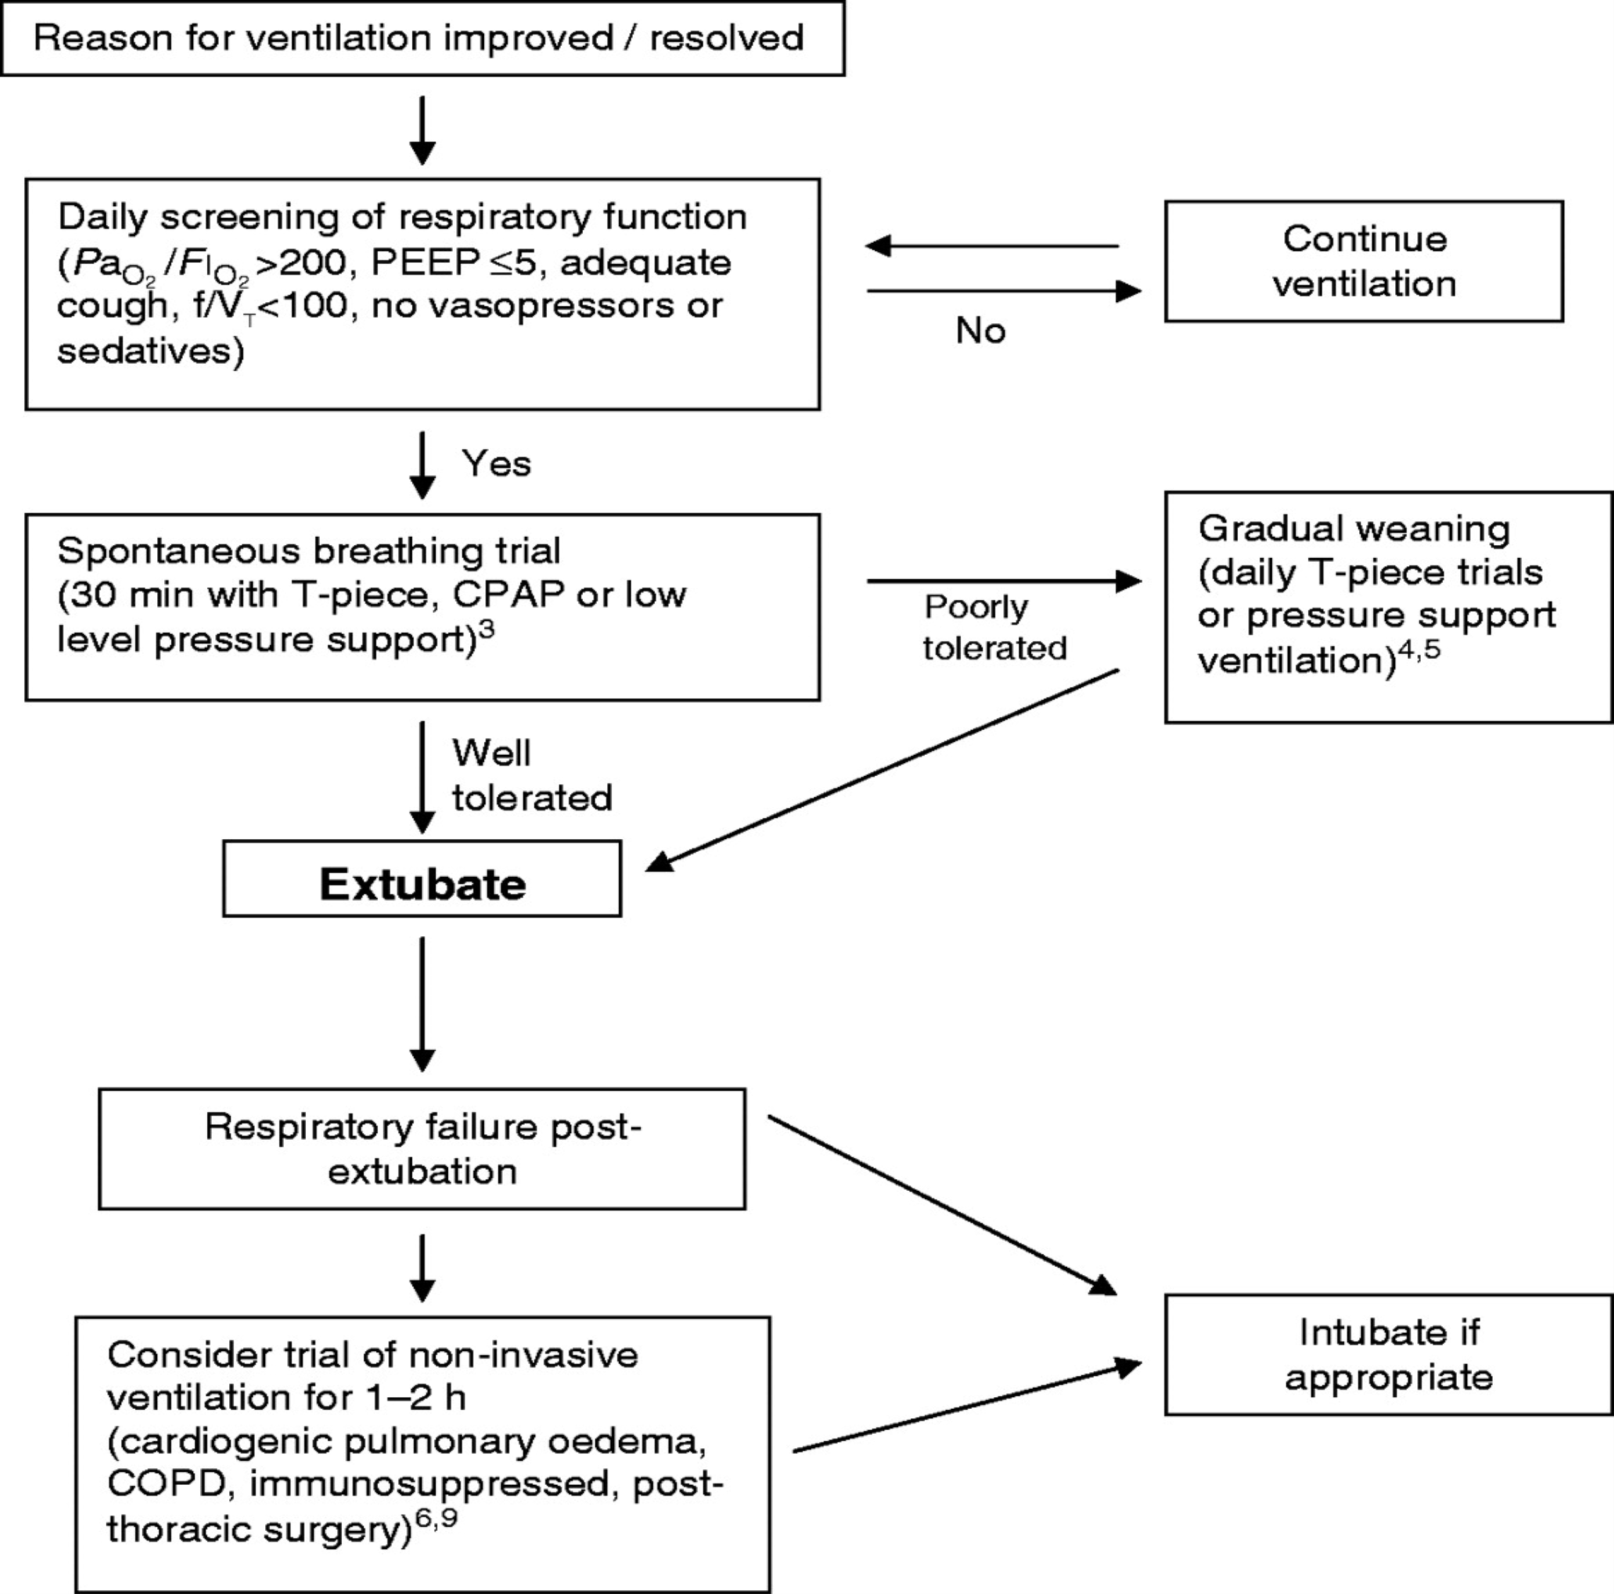 Reason for ventilation improved / resolved
Daily screening of respiratory function
(PaO₂/FIO₂ >200, PEEP ≤5, adequate
cough, f/VT<100, no vasopressors or
sedatives)
Continue
ventilation
No
Yes
Spontaneous breathing trial
(30 min with T-piece, CPAP or low
level pressure support)³
Poorly
tolerated
Gradual weaning
(daily T-piece trials
or pressure support
ventilation)⁴,⁵
Well
tolerated
Extubate
Respiratory failure post-
extubation
Consider trial of non-invasive
ventilation for 1–2 h
(cardiogenic pulmonary oedema,
COPD, immunosuppressed, post-
thoracic surgery)⁶,⁹
Intubate if
appropriate